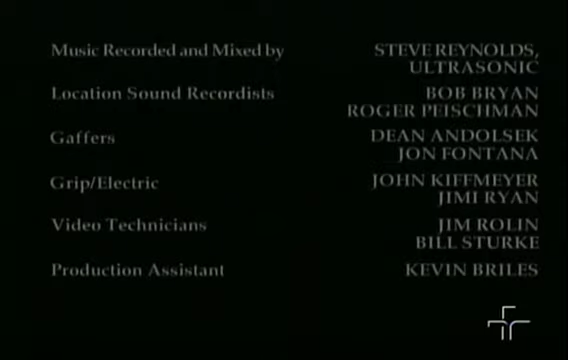 Music Recorded and Mixed by STEVE REYNOLDS,
ULTRASONIC
Location Sound Recordists BOB BRYAN
ROGER PEISCHMAN
Gaffers DEAN ANDOLSEK
JON FONTANA
Grip/Electric JOHN KIFFMEYER
JIMI RYAN
Video Technicians JIM ROLIN
BILL STURKE
Production Assistant KEVIN BRILES